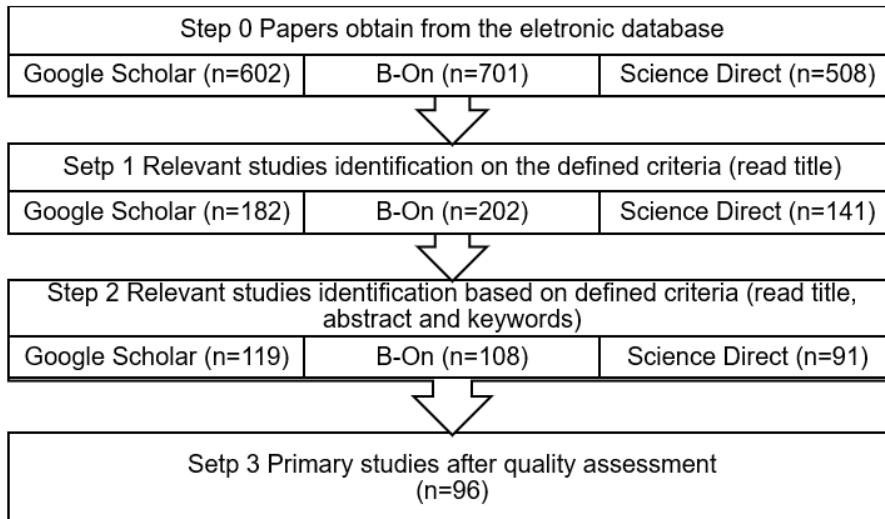 Step 0 Papers obtain from the eletronic database
Google Scholar (n=602) B-On (n=701) Science Direct (n=508)
Setp 1 Relevant studies identification on the defined criteria (read title)
Google Scholar (n=182) B-On (n=202) Science Direct (n=141)
Step 2 Relevant studies identification based on defined criteria (read title,
abstract and keywords)
Google Scholar (n=119) B-On (n=108) Science Direct (n=91)
Setp 3 Primary studies after quality assessment
(n=96)